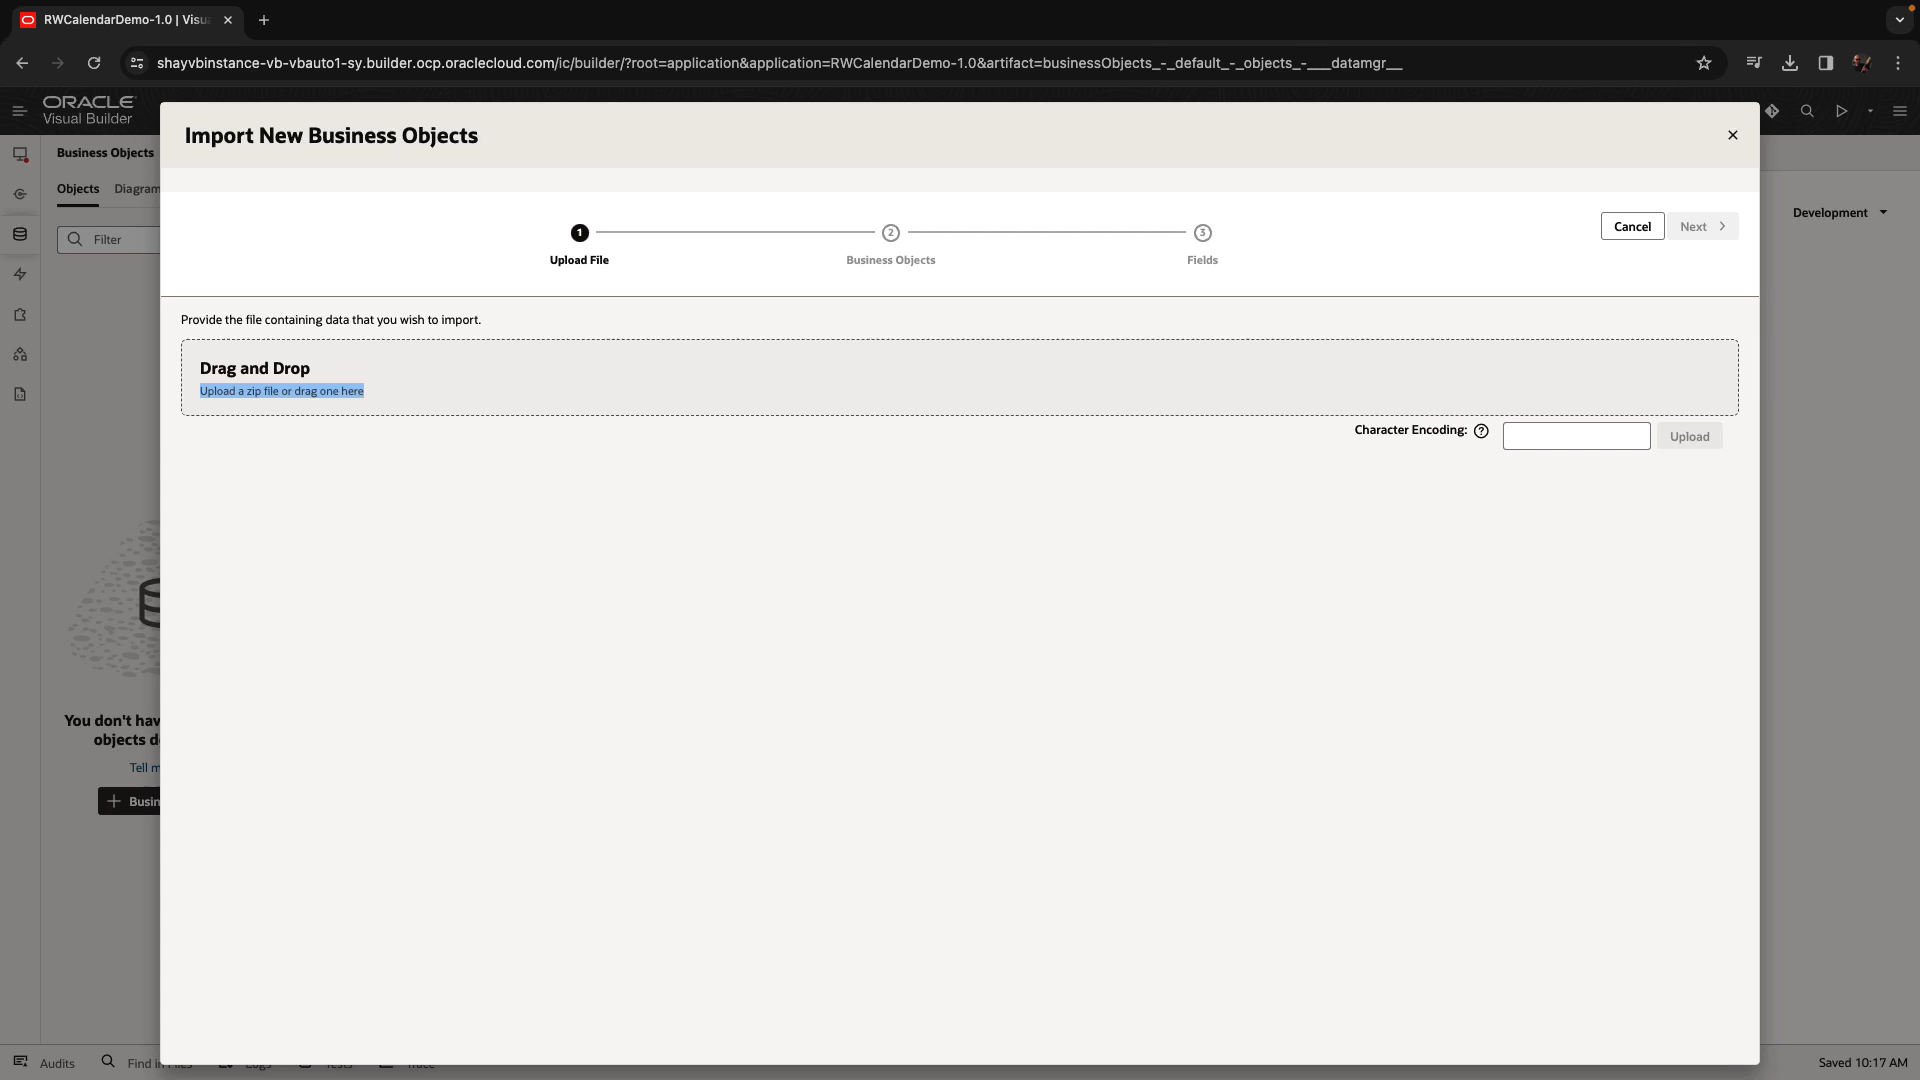 RWCalendarDemo-1.0 | Visu
shayvbinstance-vb-vbauto1-sy.builder.ocp.oraclecloud.com/ic/builder/?root=application&application=RWCalendarDemo-1.0&artifact=businessObjects_-_default_-_objects_-___datamgr__
ORACLE
Visual Builder
Import New Business Objects
Business Objects
Objects Diagram
Filter
Development
1 2 3
Upload File Business Objects Fields
Cancel Next
Provide the file containing data that you wish to import.
Drag and Drop
Upload a zip file or drag one here
Character Encoding: ? Upload
You don't hav
objects d
Tell m
+ Busin
Audits Find in Files Logs Tests Trace
Saved 10:17 AM